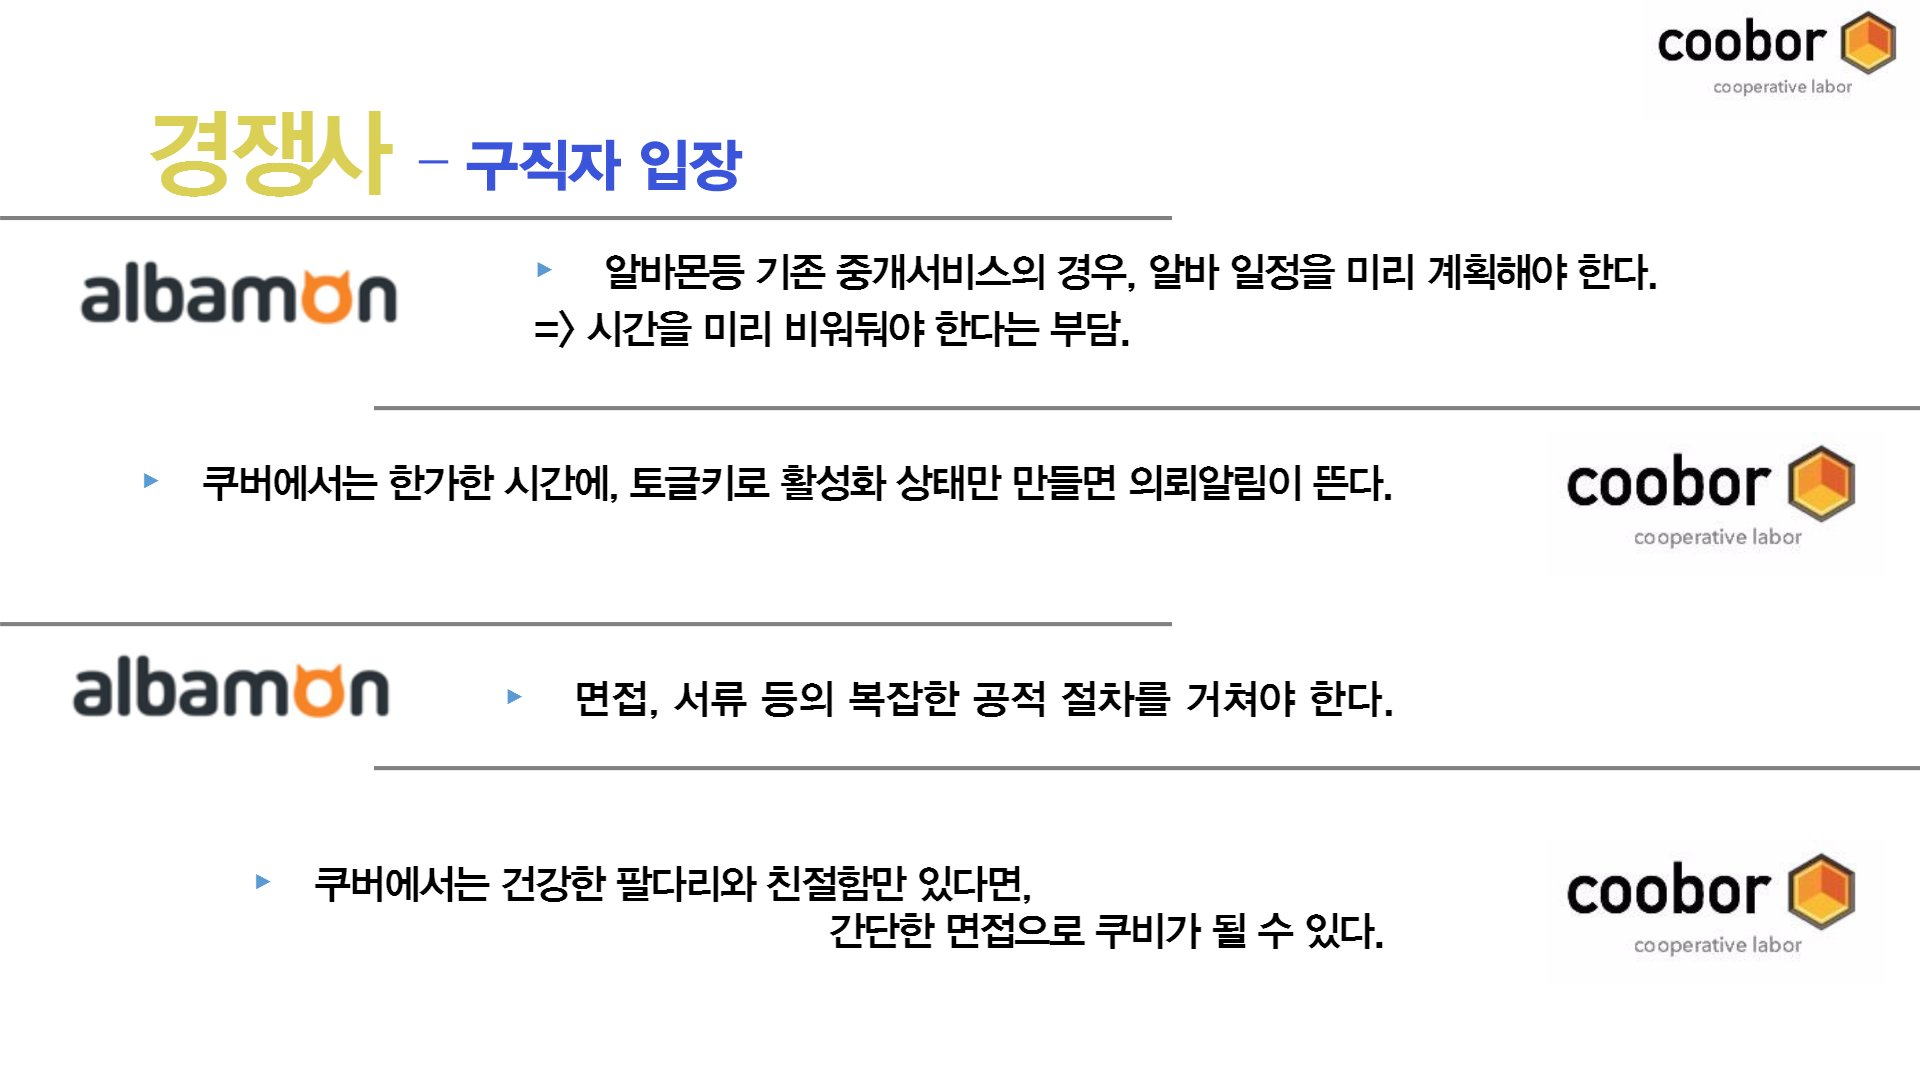 coobor
cooperative labor
경쟁사 – 구직자 입장
albamon
▸ 알바몬등 기존 중개서비스의 경우, 알바 일정을 미리 계획해야 한다.
=> 시간을 미리 비워둬야 한다는 부담.
▸ 쿠버에서는 한가한 시간에, 토글키로 활성화 상태만 만들면 의뢰알림이 뜬다.
coobor
cooperative labor
albamon
▸ 면접, 서류 등의 복잡한 공적 절차를 거쳐야 한다.
▸ 쿠버에서는 건강한 팔다리와 친절함만 있다면,
간단한 면접으로 쿠비가 될 수 있다.
coobor
cooperative labor